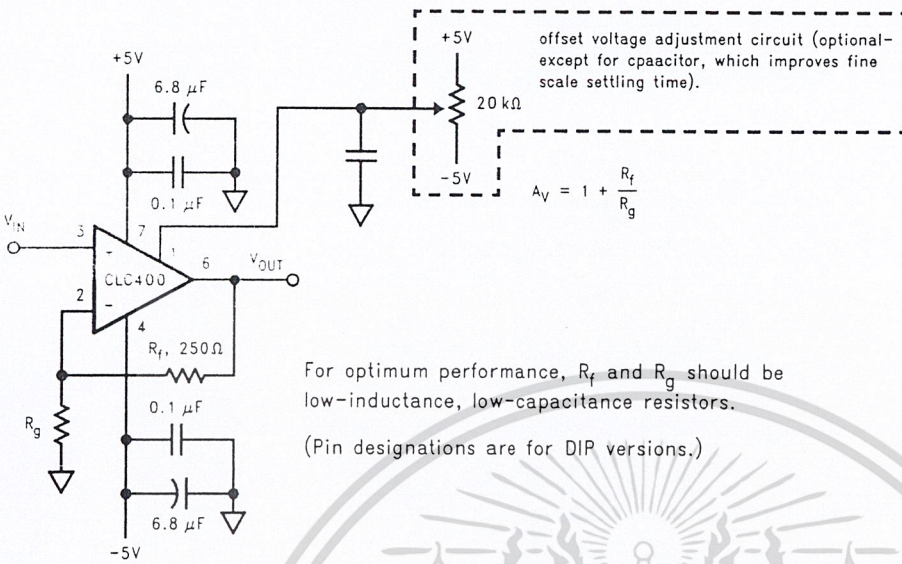 +5V
6.8 µF
0.1 µF
+5V
20 kΩ
-5V
offset voltage adjustment circuit (optional-
except for cpaacitor, which improves fine
scale settling time).
A_V = 1 + R_f / R_g
V_IN
3
7
1
CLC400
6
V_OUT
2
-
4
R_f, 250Ω
R_g
0.1 µF
6.8 µF
-5V
For optimum performance, R_f and R_g should be
low-inductance, low-capacitance resistors.
(Pin designations are for DIP versions.)